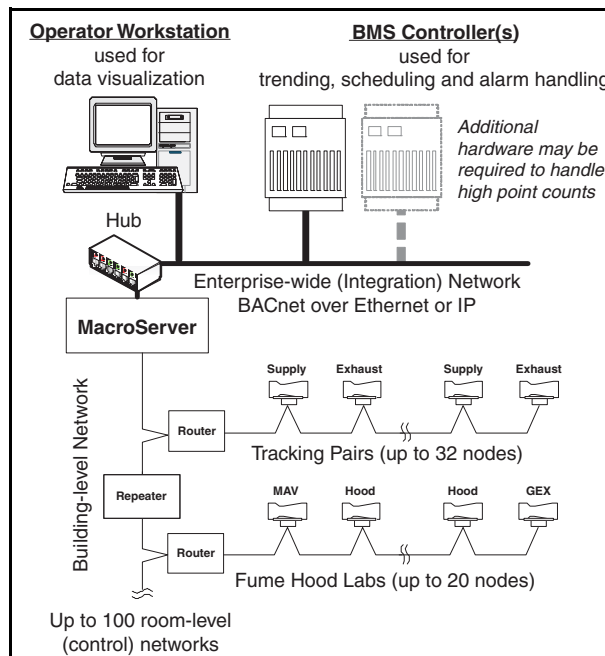 Operator Workstation
used for
data visualization
BMS Controller(s)
used for
trending, scheduling and alarm handling
Additional
hardware may be
required to handle
high point counts
Hub
Enterprise-wide (Integration) Network
BACnet over Ethernet or IP
MacroServer
Building-level Network
Supply
Exhaust
Supply
Exhaust
Router
Tracking Pairs (up to 32 nodes)
Repeater
MAV
Hood
Hood
GEX
Router
Fume Hood Labs (up to 20 nodes)
Up to 100 room-level
(control) networks